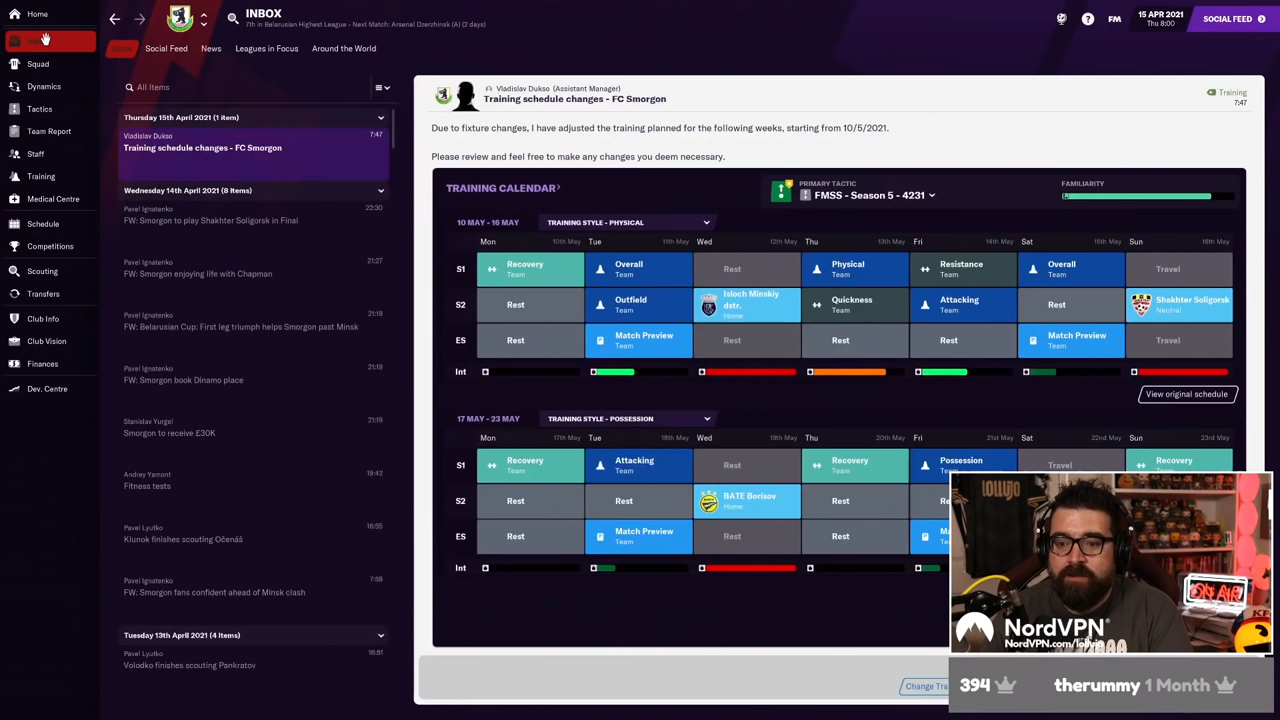 Home
Squad
Dynamics
Tactics
Team Report
Staff
Training
Medical Centre
Schedule
Competitions
Scouting
Transfers
Club Info
Club Vision
Finances
Dev. Centre
INBOX
7th in Belarusian Highest League - Next Match: Arsenal Dzerzhinsk (A) (2 days)
FM
15 APR 2021
Thu 8:00
SOCIAL FEED
Inbox
Social Feed
News
Leagues in Focus
Around the World
All Items
Thursday 15th April 2021 (1 item)
Vladislav Dukso 7:47
Training schedule changes - FC Smorgon
Wednesday 14th April 2021 (8 items)
Pavel Ignatenko 22:30
FW: Smorgon to play Shakhter Soligorsk in Final
Pavel Ignatenko 21:27
FW: Smorgon enjoying life with Chapman
Pavel Ignatenko 21:19
FW: Belarusian Cup: First leg triumph helps Smorgon past Minsk
Pavel Ignatenko 21:19
FW: Smorgon book Dinamo place
Stanislav Yurgel 21:19
Smorgon to receive £30K
Andrey Yamont 19:42
Fitness tests
Pavel Lyutko 16:55
Klunok finishes scouting Očenáš
Pavel Ignatenko 7:58
FW: Smorgon fans confident ahead of Minsk clash
Tuesday 13th April 2021 (4 items)
Pavel Lyutko 16:51
Volodko finishes scouting Pankratov
Vladislav Dukso (Assistant Manager)
Training schedule changes - FC Smorgon
Training
7:47
Due to fixture changes, I have adjusted the training planned for the following weeks, starting from 10/5/2021.
Please review and feel free to make any changes you deem necessary.
TRAINING CALENDAR
PRIMARY TACTIC
FMSS - Season 5 - 4231
FAMILIARITY
10 MAY - 16 MAY TRAINING STYLE - PHYSICAL
Mon 10th May Tue 11th May Wed 12th May Thu 13th May Fri 14th May Sat 15th May Sun 16th May
S1 Recovery Team Overall Team Rest Physical Team Resistance Team Overall Team Travel
S2 Rest Outfield Team Isloch Minskiy dstr. Home Quickness Team Attacking Team Rest Shakhter Soligorsk Neutral
ES Rest Match Preview Team Rest Rest Rest Match Preview Team Travel
Int
View original schedule
17 MAY - 23 MAY TRAINING STYLE - POSSESSION
Mon 17th May Tue 18th May Wed 19th May Thu 20th May Fri 21st May Sat 22nd May Sun 23rd May
S1 Recovery Team Attacking Team Rest Recovery Team Possession Team Travel Recovery Team
S2 Rest Rest BATE Borisov Home Rest
ES Rest Match Preview Team Rest Rest
Int
Change Tra
lollujo
ON AIR
NordVPN®
NordVPN.com/lollujo
394 therummy 1 Month